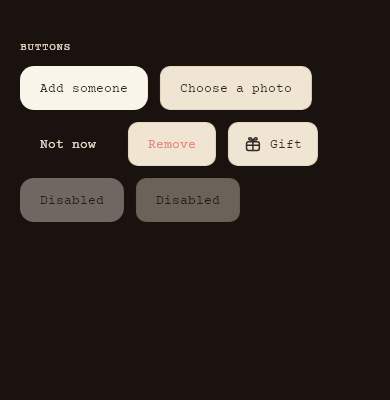 BUTTONS
Add someone
Choose a photo
Not now
Remove
Gift
Disabled
Disabled